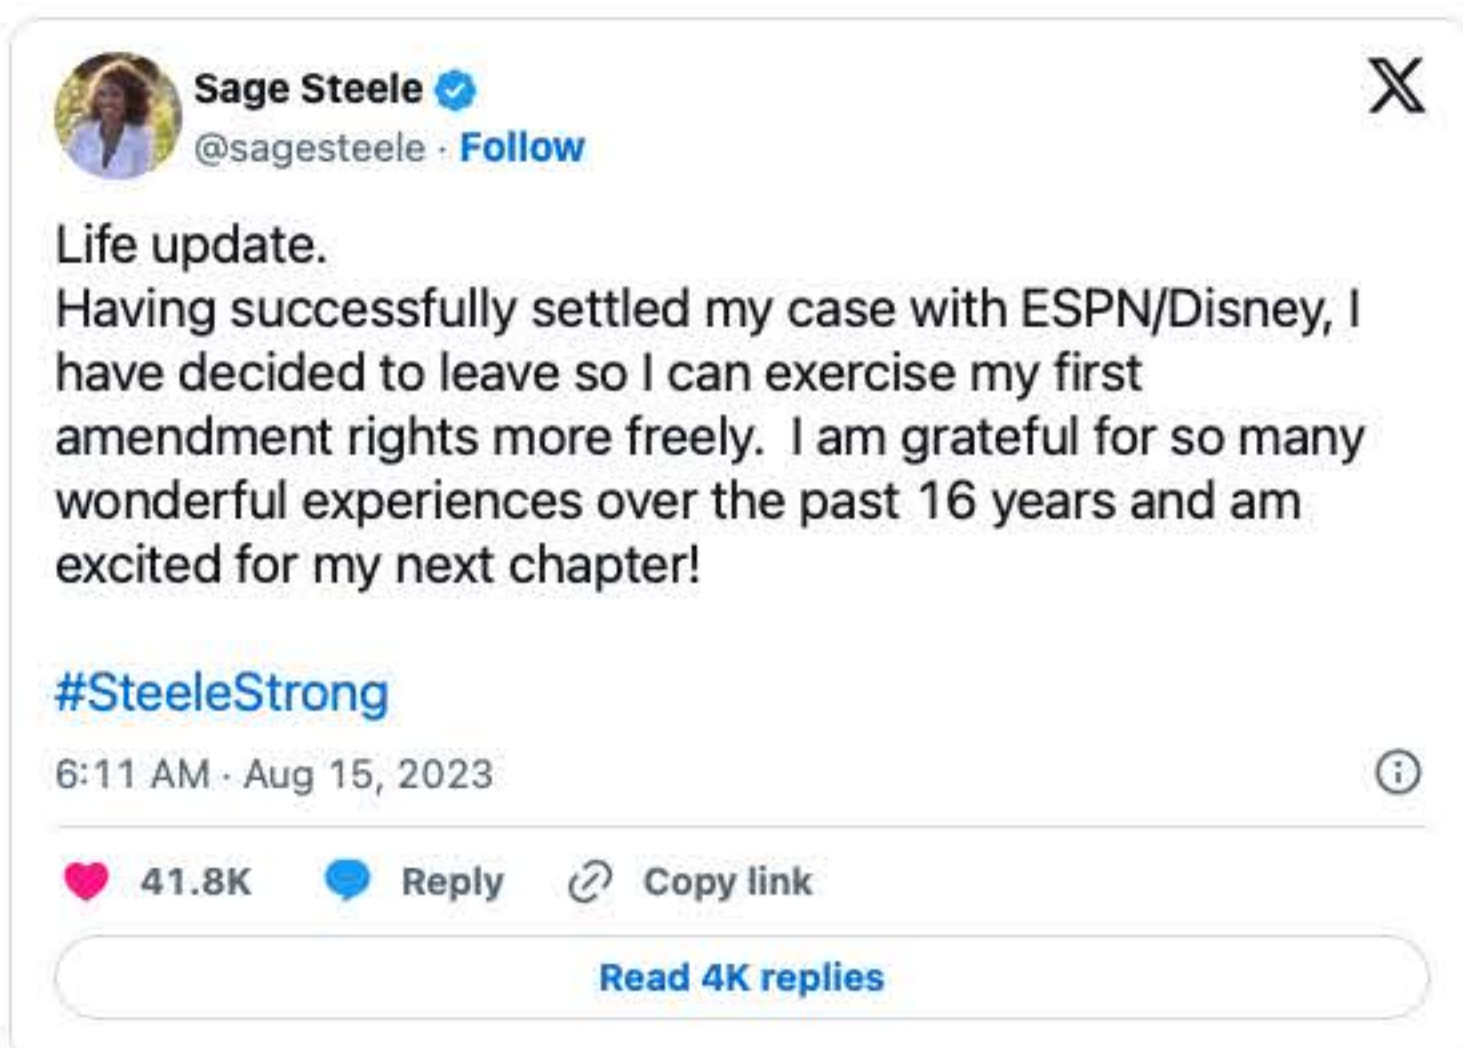 Sage Steele
@sagesteele · Follow
Life update.
Having successfully settled my case with ESPN/Disney, I
have decided to leave so I can exercise my first
amendment rights more freely.  I am grateful for so many
wonderful experiences over the past 16 years and am
excited for my next chapter!
#SteeleStrong
6:11 AM · Aug 15, 2023
41.8K Reply Copy link
Read 4K replies